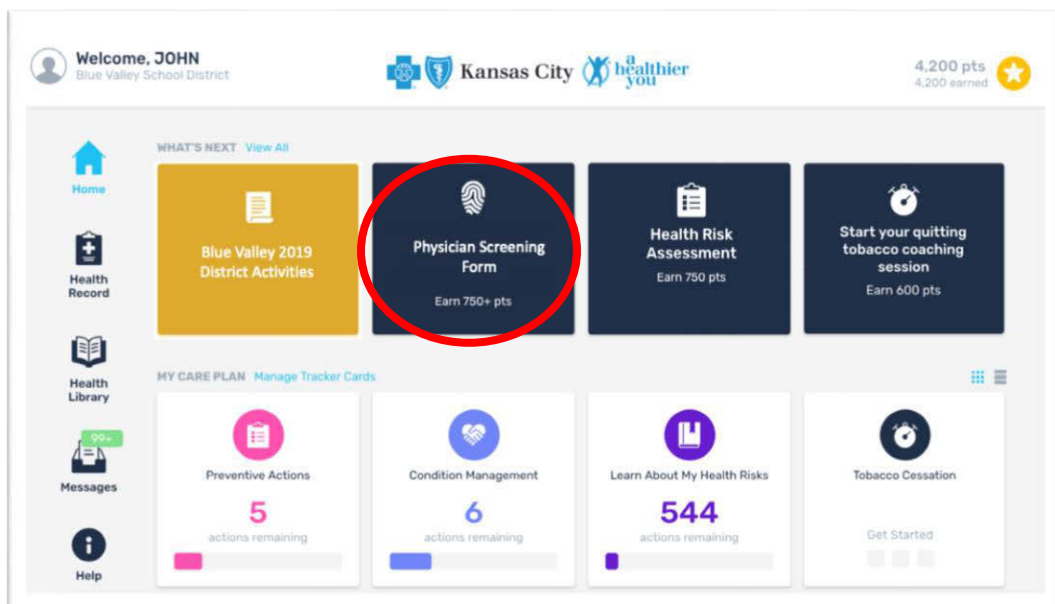 Welcome, JOHN
Blue Valley School District
Kansas City
a
healthier
you
4,200 pts
4,200 earned
Home
Health
Record
Health
Library
99+
Messages
Help
WHAT'S NEXT View All
Blue Valley 2019
District Activities
Physician Screening
Form
Earn 750+ pts
Health Risk
Assessment
Earn 750 pts
Start your quitting
tobacco coaching
session
Earn 600 pts
MY CARE PLAN Manage Tracker Cards
Preventive Actions
5
actions remaining
Condition Management
6
actions remaining
Learn About My Health Risks
544
actions remaining
Tobacco Cessation
Get Started